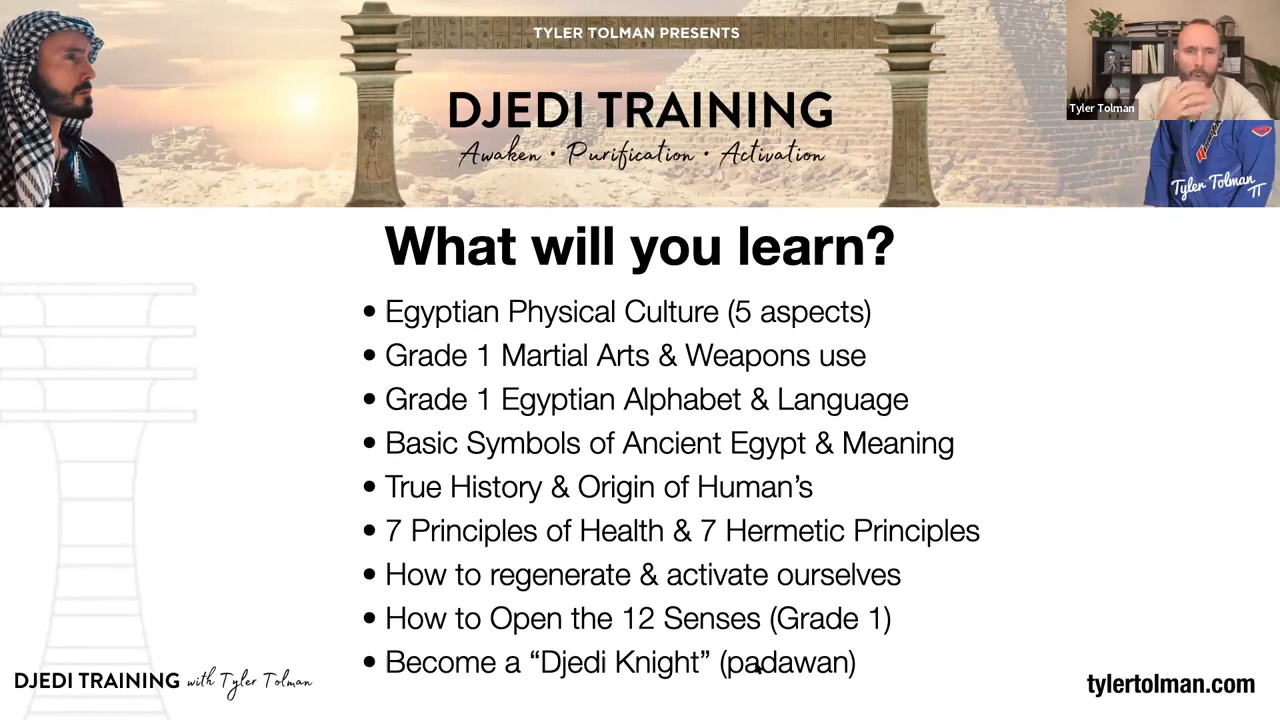 TYLER TOLMAN PRESENTS
DJEDI TRAINING
Awaken • Purification • Activation
Tyler Tolman
Tyler Tolman
TT
What will you learn?
• Egyptian Physical Culture (5 aspects)
• Grade 1 Martial Arts & Weapons use
• Grade 1 Egyptian Alphabet & Language
• Basic Symbols of Ancient Egypt & Meaning
• True History & Origin of Human’s
• 7 Principles of Health & 7 Hermetic Principles
• How to regenerate & activate ourselves
• How to Open the 12 Senses (Grade 1)
• Become a “Djedi Knight” (padawan)
DJEDI TRAINING with Tyler Tolman
tylertolman.com